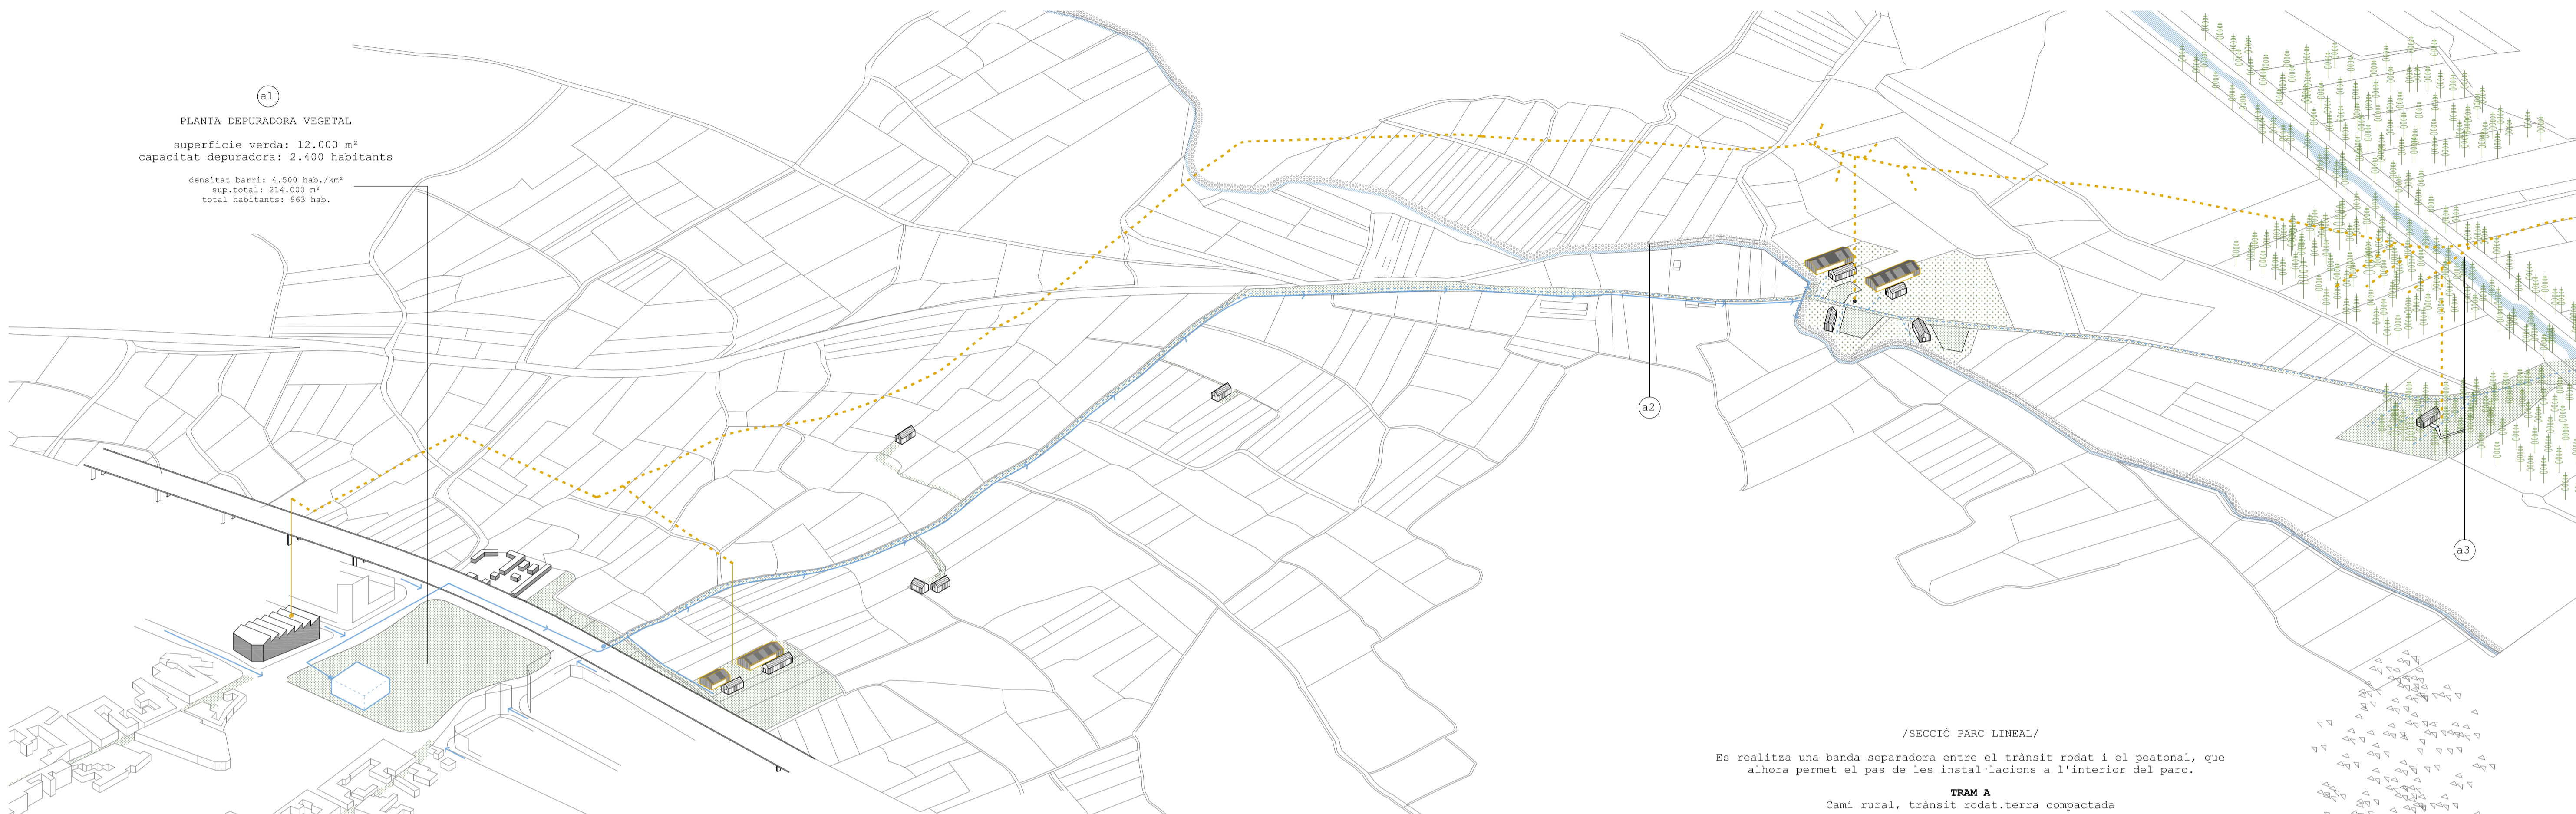 a1
PLANTA DEPURADORA VEGETAL
superfície verda: 12.000 m²
capacitat depuradora: 2.400 habitants
densitat barri: 4.500 hab./km²
sup.total: 214.000 m²
total habitants: 963 hab.
a2
a3
/SECCIÓ PARC LINEAL/
Es realitza una banda separadora entre el trànsit rodat i el peatonal, que
alhora permet el pas de les instal·lacions a l'interior del parc.
TRAM A
Camí rural, trànsit rodat.terra compactada